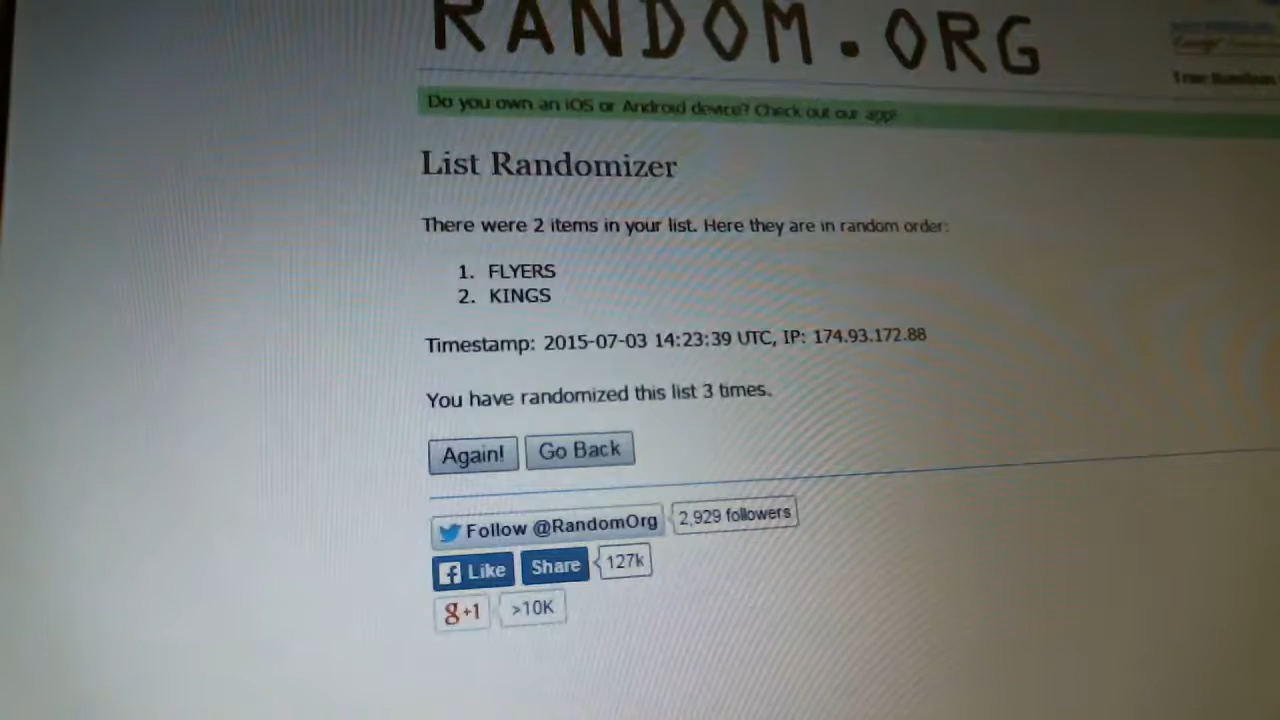 RANDOM.ORG
Do you own an iOS or Android device? Check out our app!
List Randomizer
There were 2 items in your list. Here they are in random order:
1. FLYERS
2. KINGS
Timestamp: 2015-07-03 14:23:39 UTC, IP: 174.93.172.88
You have randomized this list 3 times.
Again! Go Back
Follow @RandomOrg 2,929 followers
Like Share 127k
g+1 >10K